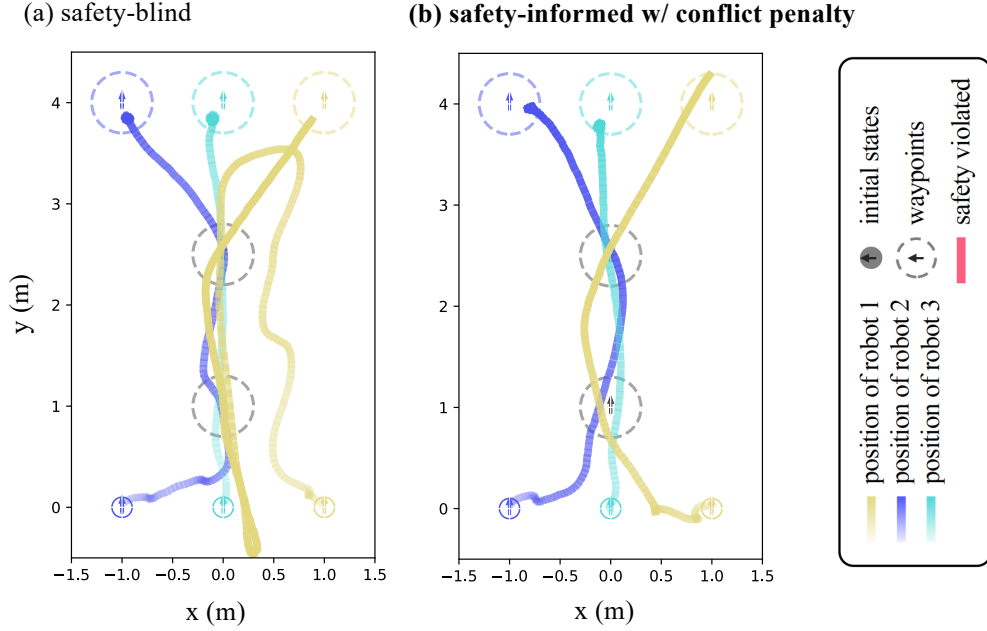 (a) safety-blind
(b) safety-informed w/ conflict penalty
4
3
2
1
0
y (m)
−1.5 −1.0 −0.5 0.0 0.5 1.0 1.5
x (m)
4
3
2
1
0
−1.5 −1.0 −0.5 0.0 0.5 1.0 1.5
x (m)
position of robot 1
position of robot 2
position of robot 3
initial states
waypoints
safety violated